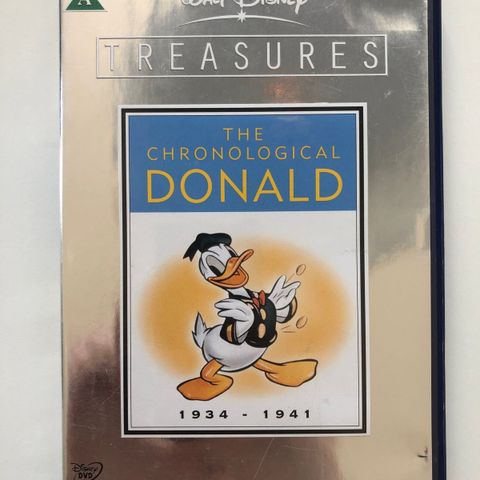 A
WALT DISNEY
TREASURES
THE
CHRONOLOGICAL
DONALD
1934 - 1941
Disney
DVD